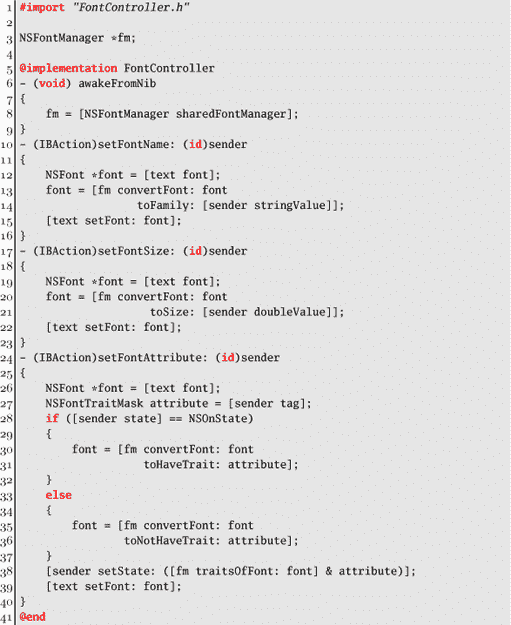 1 #import "FontController.h"
2
3 NSFontManager *fm;
4
5 @implementation FontController
6 - (void) awakeFromNib
7 {
8     fm = [NSFontManager sharedFontManager];
9 }
10 - (IBAction)setFontName: (id)sender
11 {
12     NSFont *font = [text font];
13     font = [fm convertFont: font
14                   toFamily: [sender stringValue]];
15     [text setFont: font];
16 }
17 - (IBAction)setFontSize: (id)sender
18 {
19     NSFont *font = [text font];
20     font = [fm convertFont: font
21                     toSize: [sender doubleValue]];
22     [text setFont: font];
23 }
24 - (IBAction)setFontAttribute: (id)sender
25 {
26     NSFont *font = [text font];
27     NSFontTraitMask attribute = [sender tag];
28     if ([sender state] == NSOnState)
29     {
30         font = [fm convertFont: font
31                    toHaveTrait: attribute];
32     }
33     else
34     {
35         font = [fm convertFont: font
36                 toNotHaveTrait: attribute];
37     }
38     [sender setState: ([fm traitsOfFont: font] & attribute)];
39     [text setFont: font];
40 }
41 @end